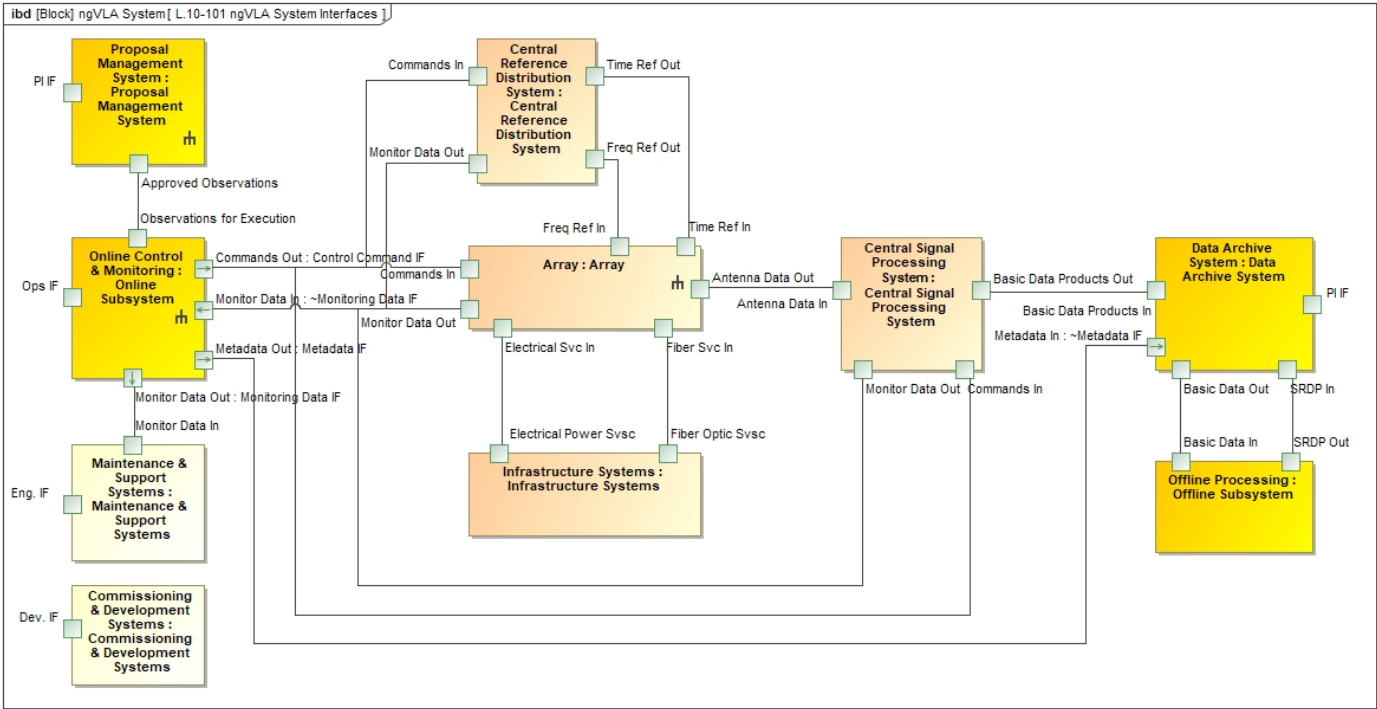 ibd [Block] ngVLA System[ L.10-101 ngVLA System Interfaces ]
Proposal
Management
System :
Proposal
Management
System
PI IF
Approved Observations
Observations for Execution
Online Control
& Monitoring :
Online
Subsystem
Ops IF
Commands Out : Control Command IF
Monitor Data In : ~Monitoring Data IF
Metadata Out : Metadata IF
Monitor Data Out : Monitoring Data IF
Monitor Data In
Maintenance &
Support
Systems :
Maintenance &
Support
Systems
Eng. IF
Commissioning
& Development
Systems :
Commissioning
& Development
Systems
Dev. IF
Central
Reference
Distribution
System :
Central
Reference
Distribution
System
Commands In
Monitor Data Out
Time Ref Out
Freq Ref Out
Freq Ref In
Time Ref In
Array : Array
Commands In
Monitor Data Out
Antenna Data Out
Antenna Data In
Electrical Svc In
Fiber Svc In
Electrical Power Svsc
Fiber Optic Svsc
Infrastructure Systems :
Infrastructure Systems
Central Signal
Processing
System :
Central Signal
Processing
System
Monitor Data Out
Commands In
Basic Data Products Out
Basic Data Products In
Metadata In : ~Metadata IF
Data Archive
System : Data
Archive System
PI IF
Basic Data Out
SRDP In
Basic Data In
SRDP Out
Offline Processing :
Offline Subsystem